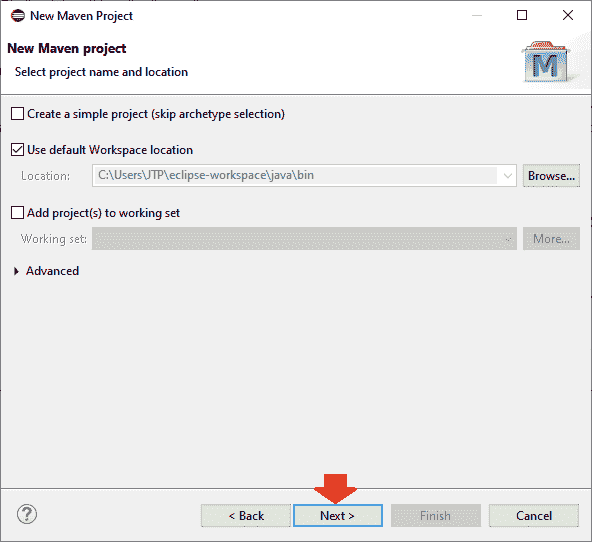 New Maven Project
New Maven project
Select project name and location
M
Create a simple project (skip archetype selection)
Use default Workspace location
Location: C:\Users\JTP\eclipse-workspace\java\bin Browse...
Add project(s) to working set
Working set: More...
Advanced
? < Back Next > Finish Cancel